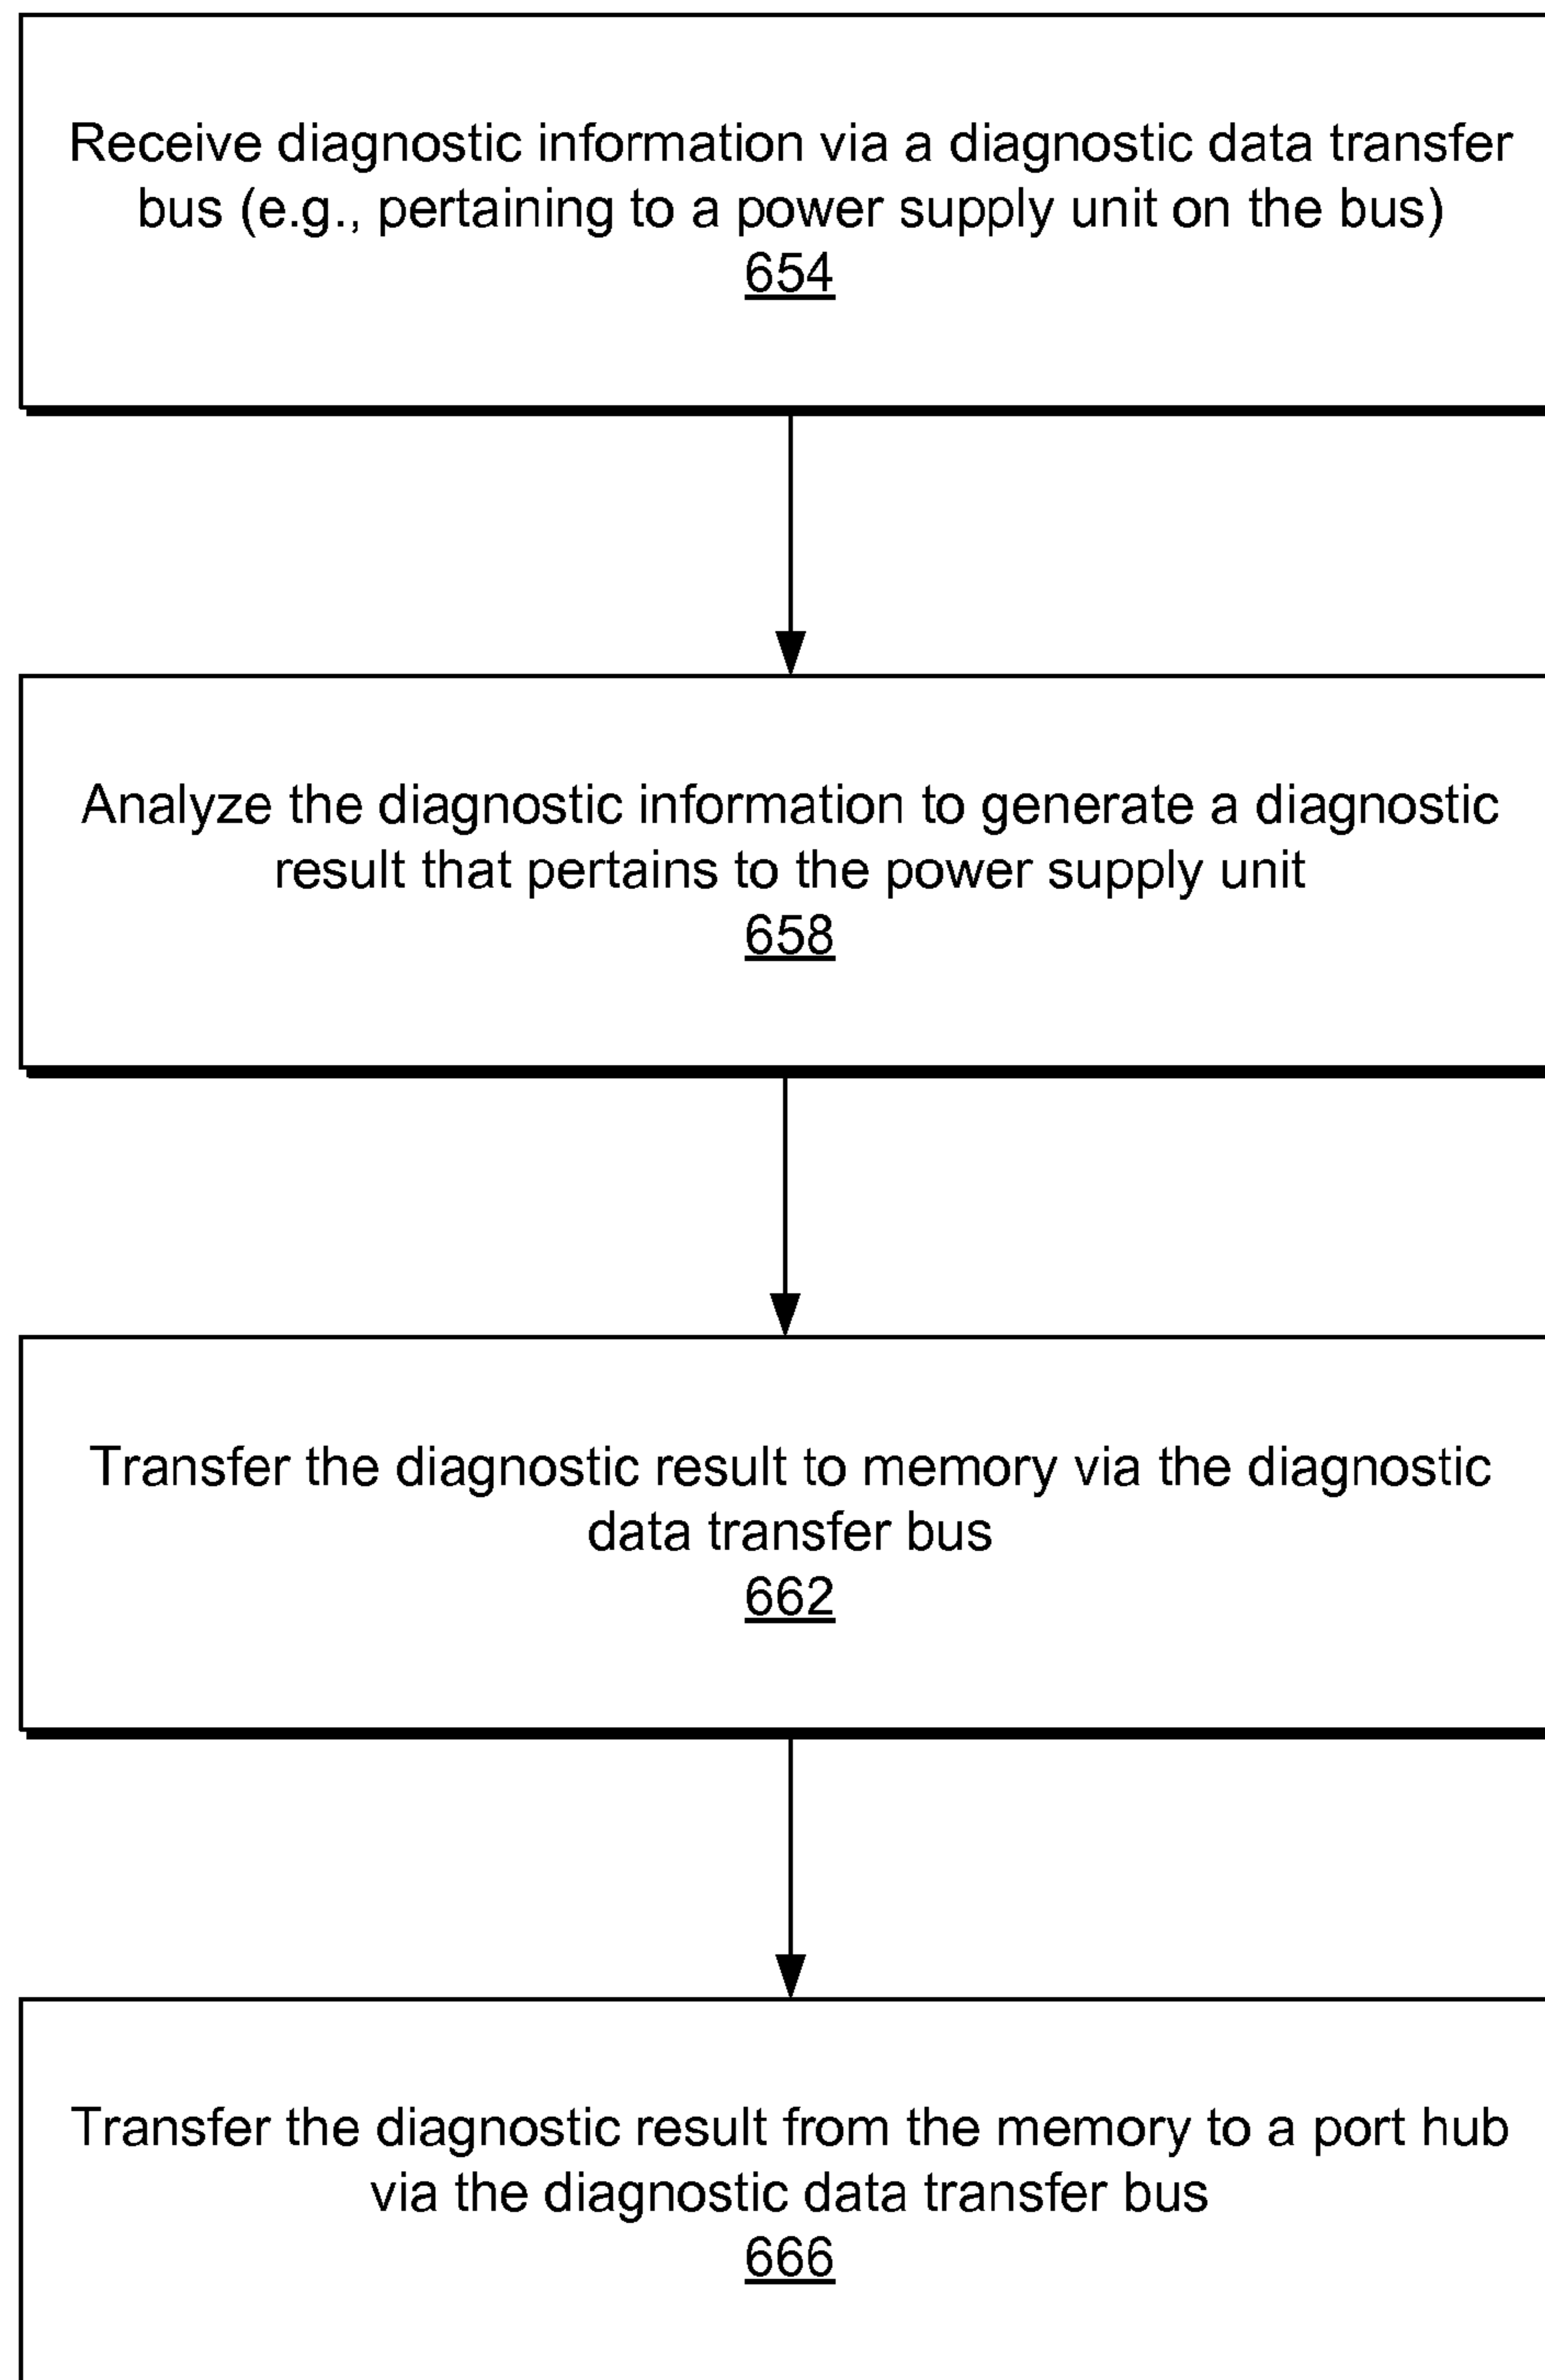 Receive diagnostic information via a diagnostic data transfer
bus (e.g., pertaining to a power supply unit on the bus)
654
Analyze the diagnostic information to generate a diagnostic
result that pertains to the power supply unit
658
Transfer the diagnostic result to memory via the diagnostic
data transfer bus
662
Transfer the diagnostic result from the memory to a port hub
via the diagnostic data transfer bus
666